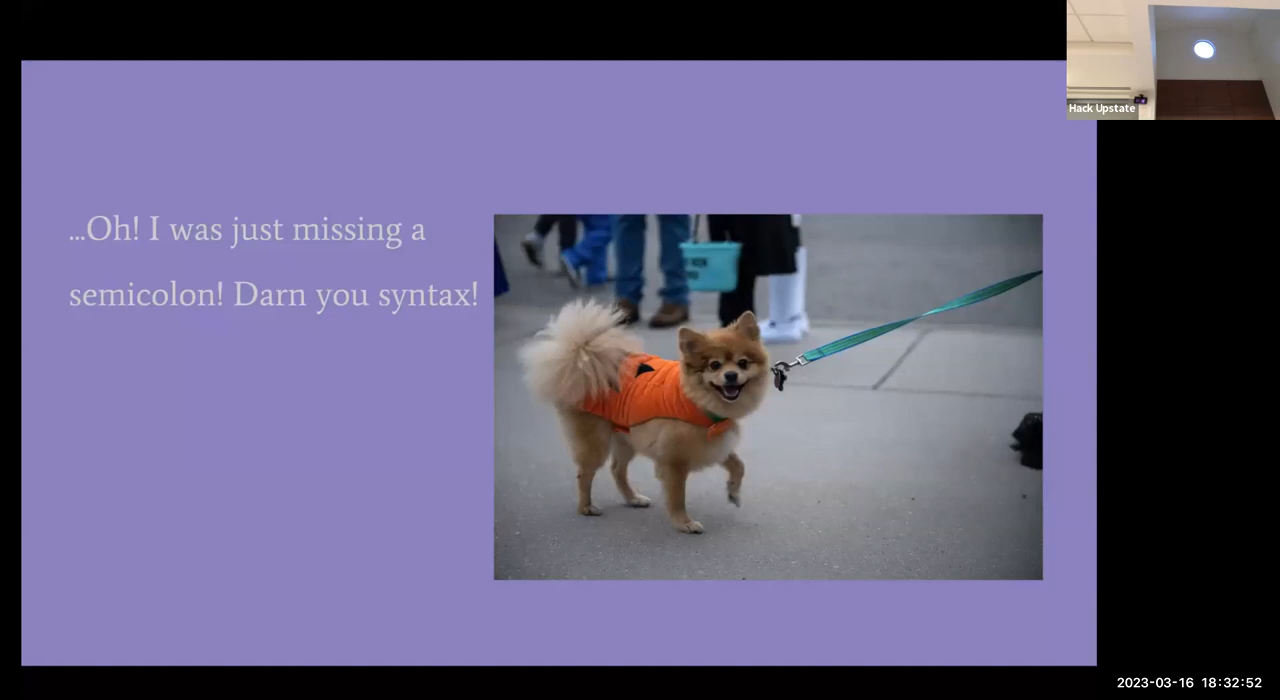 Hack Upstate
...Oh! I was just missing a
semicolon! Darn you syntax!
2023-03-16 18:32:52